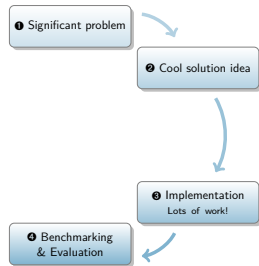 ❶ Significant problem
❷ Cool solution idea
❸ Implementation
Lots of work!
❹ Benchmarking
& Evaluation